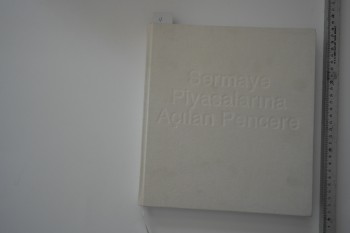 Sermaye
Piyasalarına
Açılan Pencere